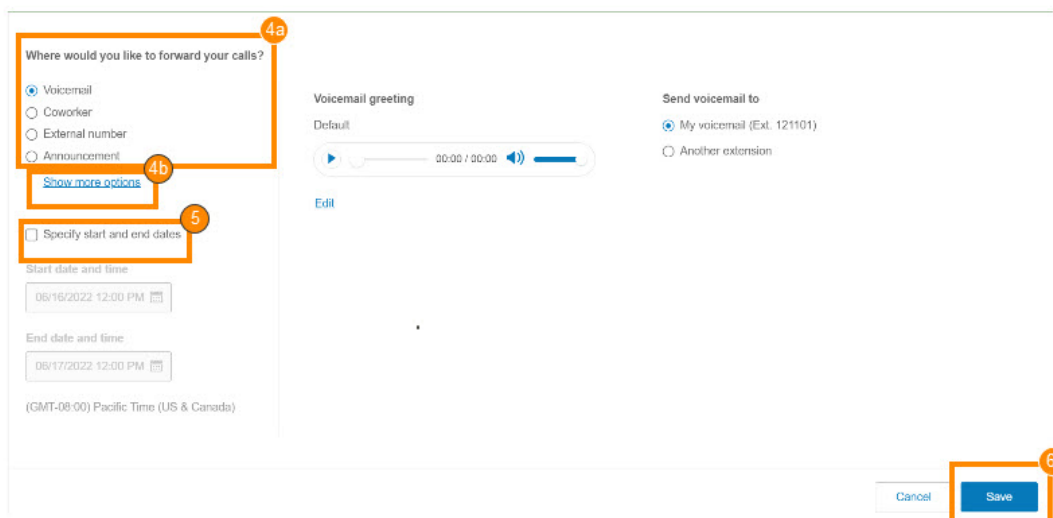 4a
Where would you like to forward your calls?
Voicemail
Coworker
External number
Announcement
4b
Show more options
5
Specify start and end dates
Start date and time
06/16/2022 12:00 PM
End date and time
06/17/2022 12:00 PM
(GMT-08:00) Pacific Time (US & Canada)
Voicemail greeting
Default
00:00 / 00:00
Edit
Send voicemail to
My voicemail (Ext. 121101)
Another extension
6
Cancel
Save